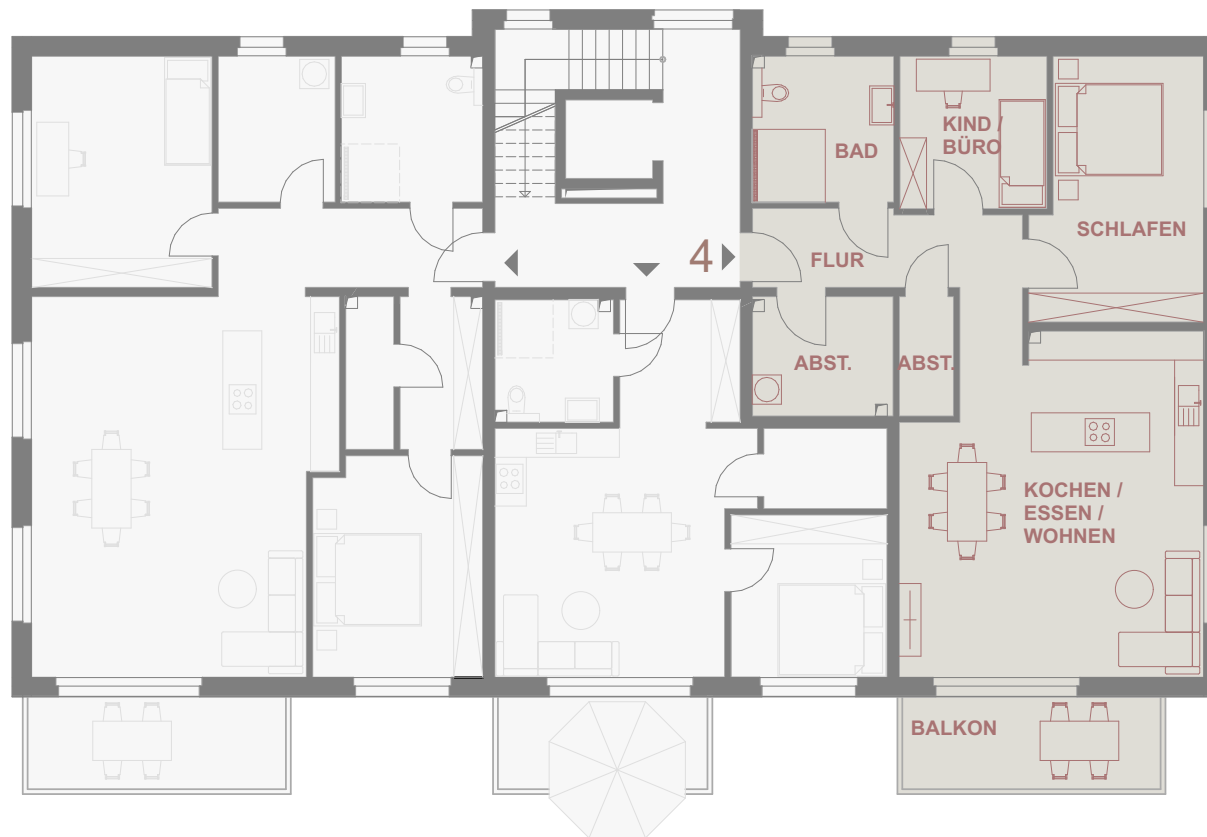 BAD
KIND /
BÜRO
SCHLAFEN
4
FLUR
ABST.
ABST.
KOCHEN /
ESSEN /
WOHNEN
BALKON